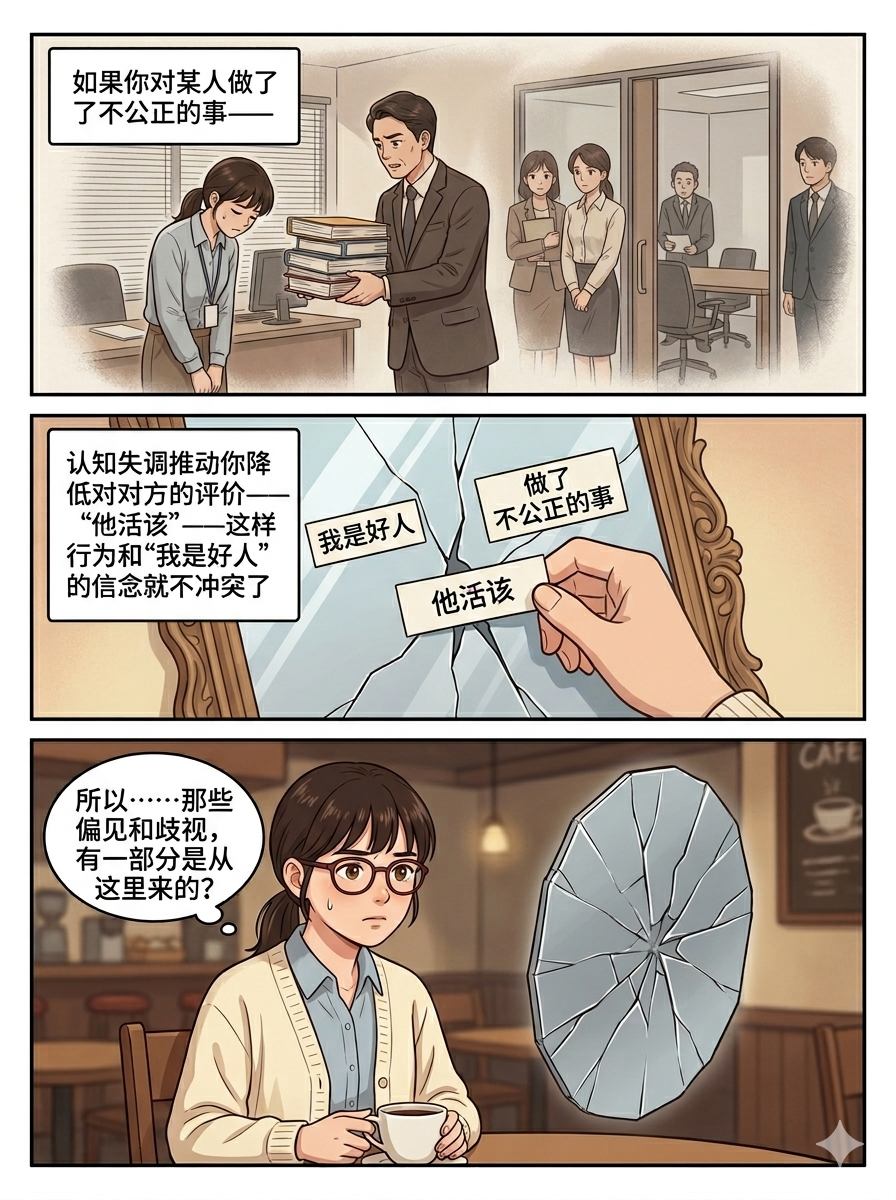 如果你对某人做了
了不公正的事——
认知失调推动你降
低对对方的评价——
“他活该”——这样
行为和“我是好人”
的信念就不冲突了
我是好人
做了
不公正的事
他活该
所以……那些
偏见和歧视，
有一部分是从
这里来的？
CAFE